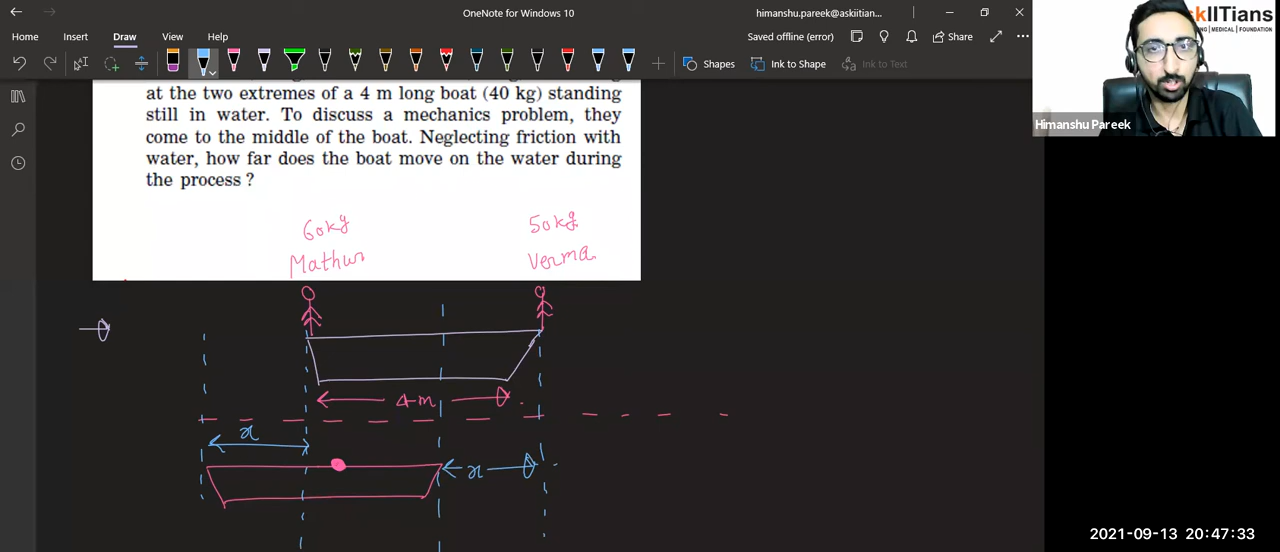 OneNote for Windows 10
himanshu.pareek@askiitian...
Home Insert Draw View Help
Saved offline (error)
Share
Shapes
Ink to Shape
Ink to Text
kIITians
ING | MEDICAL | FOUNDATION
Himanshu Pareek
at the two extremes of a 4 m long boat (40 kg) standing
still in water. To discuss a mechanics problem, they
come to the middle of the boat. Neglecting friction with
water, how far does the boat move on the water during
the process ?
60kg
50kg
Mathur
Verma
4m
x
x
2021-09-13 20:47:33